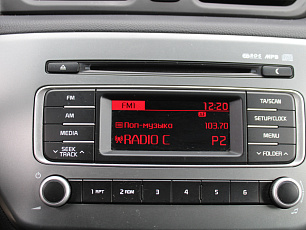 FM
AM
MEDIA
SEEK
TRACK
FM1
12:20
Поп-музыка
103.70
RADIO C
P2
TA/SCAN
SETUP/CLOCK
MENU
FOLDER
1 RPT
2 RDM
3
4
5
6